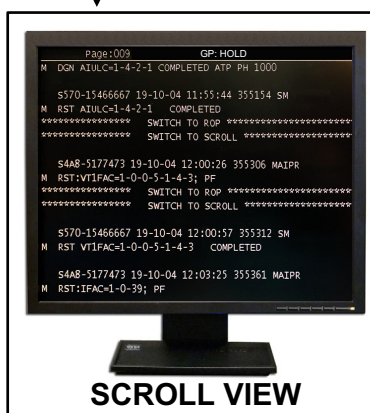 Page:009 GP: HOLD
M DGN AIULC=1-4-2-1 COMPLETED ATP PH 1000
S570-15466667 19-10-04 11:55:44 355154 SM
M RST AIULC=1-4-2-1 COMPLETED
**************** SWITCH TO ROP **********************
**************** SWITCH TO SCROLL *******************
S4A8-5177473 19-10-04 12:00:26 355306 MAIPR
M RST:VT1FAC=1-0-0-5-1-4-3; PF
**************** SWITCH TO ROP **********************
**************** SWITCH TO SCROLL *******************
S570-15466667 19-10-04 12:00:57 355312 SM
M RST VT1FAC=1-0-0-5-1-4-3 COMPLETED
S4A8-5177473 19-10-04 12:03:25 355361 MAIPR
M RST:IFAC=1-0-39; PF
SCROLL VIEW